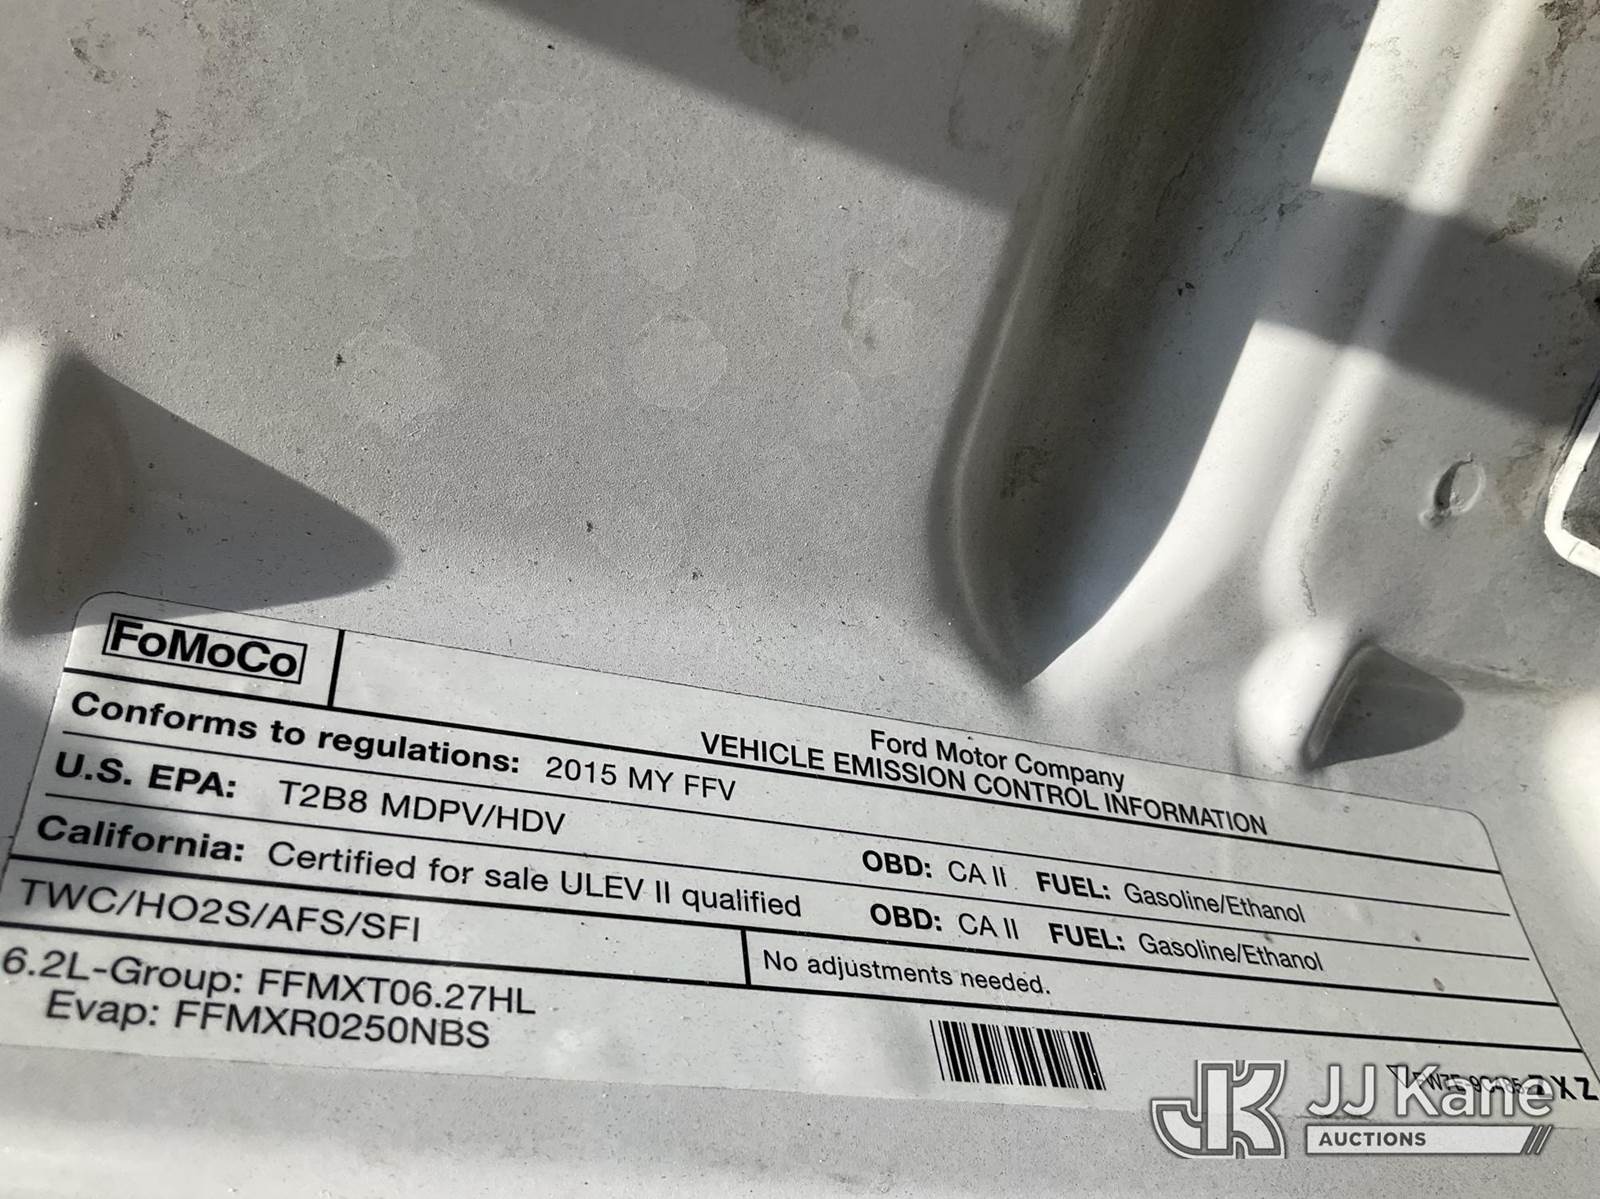 FoMoCo
Ford Motor Company
VEHICLE EMISSION CONTROL INFORMATION
Conforms to regulations: 2015 MY FFV
U.S. EPA: T2B8 MDPV/HDV OBD: CA II FUEL: Gasoline/Ethanol
California: Certified for sale ULEV II qualified OBD: CA II FUEL: Gasoline/Ethanol
TWC/HO2S/AFS/SFI
No adjustments needed.
6.2L-Group: FFMXT06.27HL
Evap: FFMXR0250NBS
JK JJ Kane
AUCTIONS